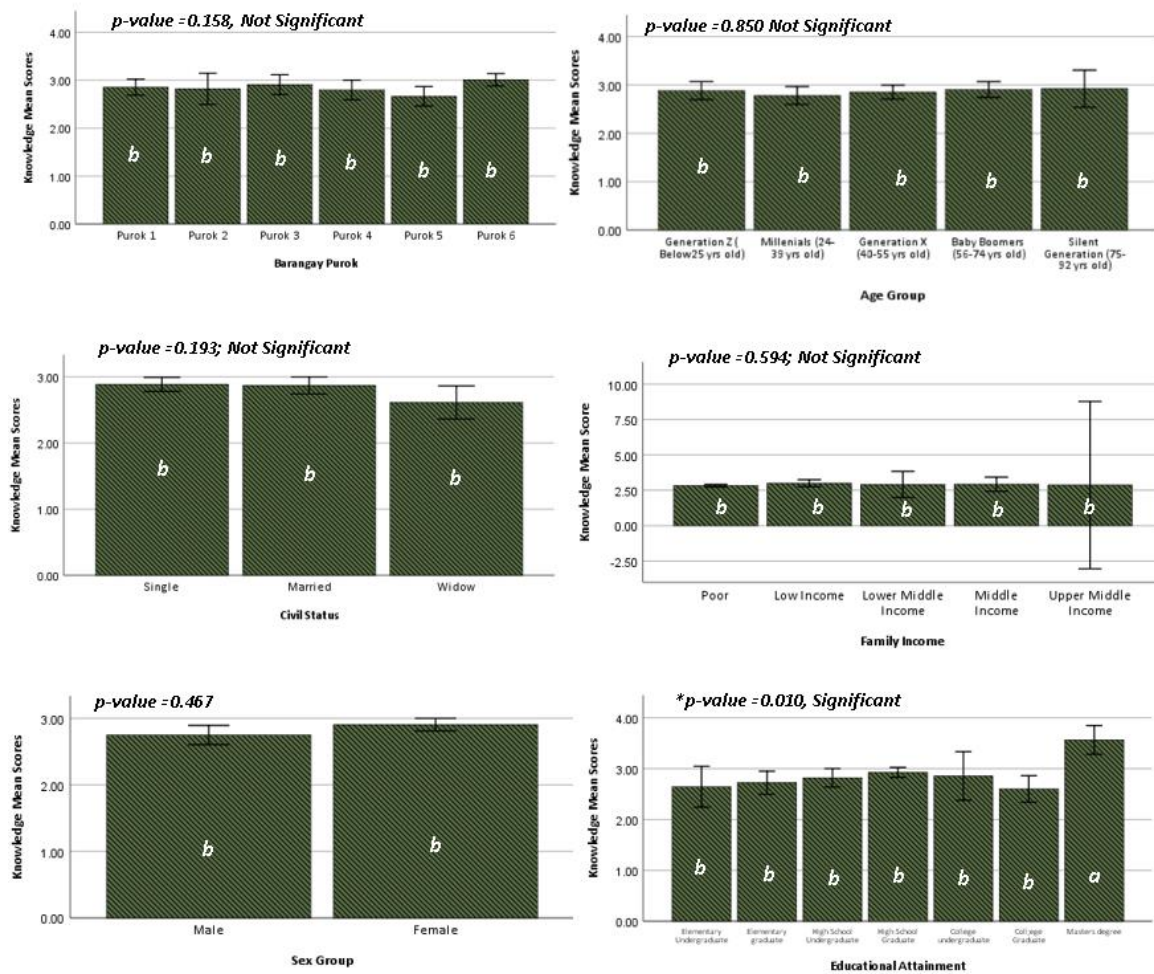 p-value =0.158, Not Significant
Knowledge Mean Scores
4.00
3.00
2.00
1.00
0.00
b b b b b b
Purok 1 Purok 2 Purok 3 Purok 4 Purok 5 Purok 6
Barangay Purok
p-value =0.850 Not Significant
Knowledge Mean Scores
4.00
3.00
2.00
1.00
0.00
b b b b b
Generation Z ( Millenials (24- Generation X Baby Boomers Silent
Below25 yrs old) 39 yrs old) (40-55 yrs old) (56-74 yrs old) Generation (75-
92 yrs old)
Age Group
p-value =0.193; Not Significant
Knowledge Mean Scores
3.00
2.00
1.00
0.00
b b b
Single Married Widow
Civil Status
p-value =0.594; Not Significant
Knowledge Mean Score
10.00
7.50
5.00
2.50
0.00
-2.50
b b b b b
Poor Low Income Lower Middle Middle Upper Middle
Income Income Income
Family Income
p-value =0.467
Knowledge Mean Scores
3.00
2.00
1.00
0.00
b b
Male Female
Sex Group
*p-value =0.010, Significant
Knowledge Mean Scores
4.00
3.00
2.00
1.00
0.00
b b b b b b a
Elementary Elementary High School High School College College Masters degree
Undergraduate graduate Undergraduate Graduate undergraduate Graduate
Educational Attainment